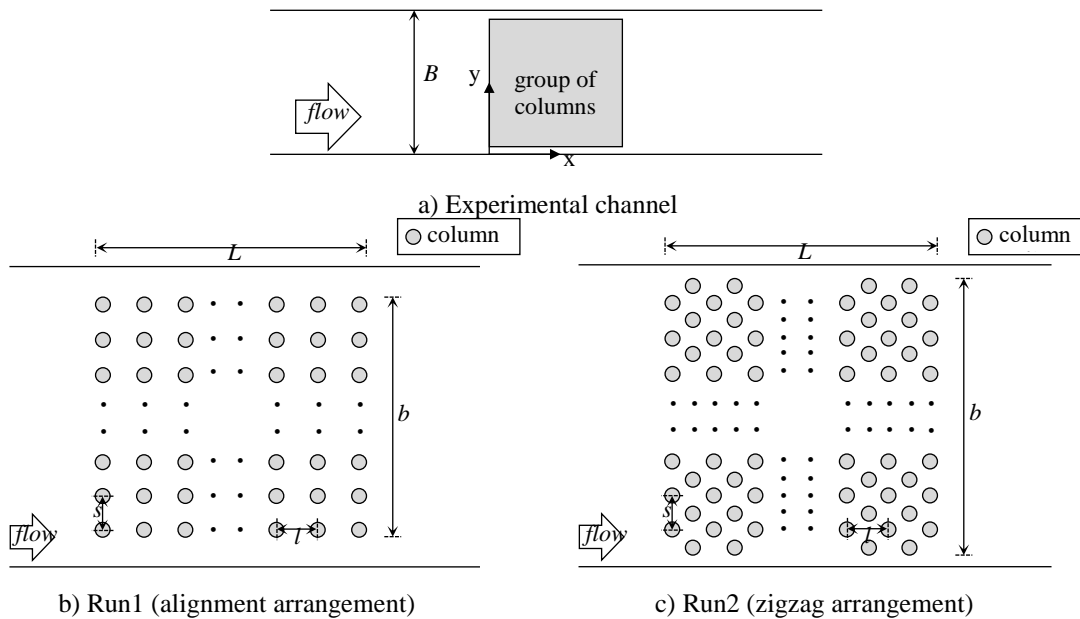 B
y
group of
columns
flow
x
a) Experimental channel
column
column
L
L
b
b
s
s
flow
l
flow
l
b) Run1 (alignment arrangement)
c) Run2 (zigzag arrangement)